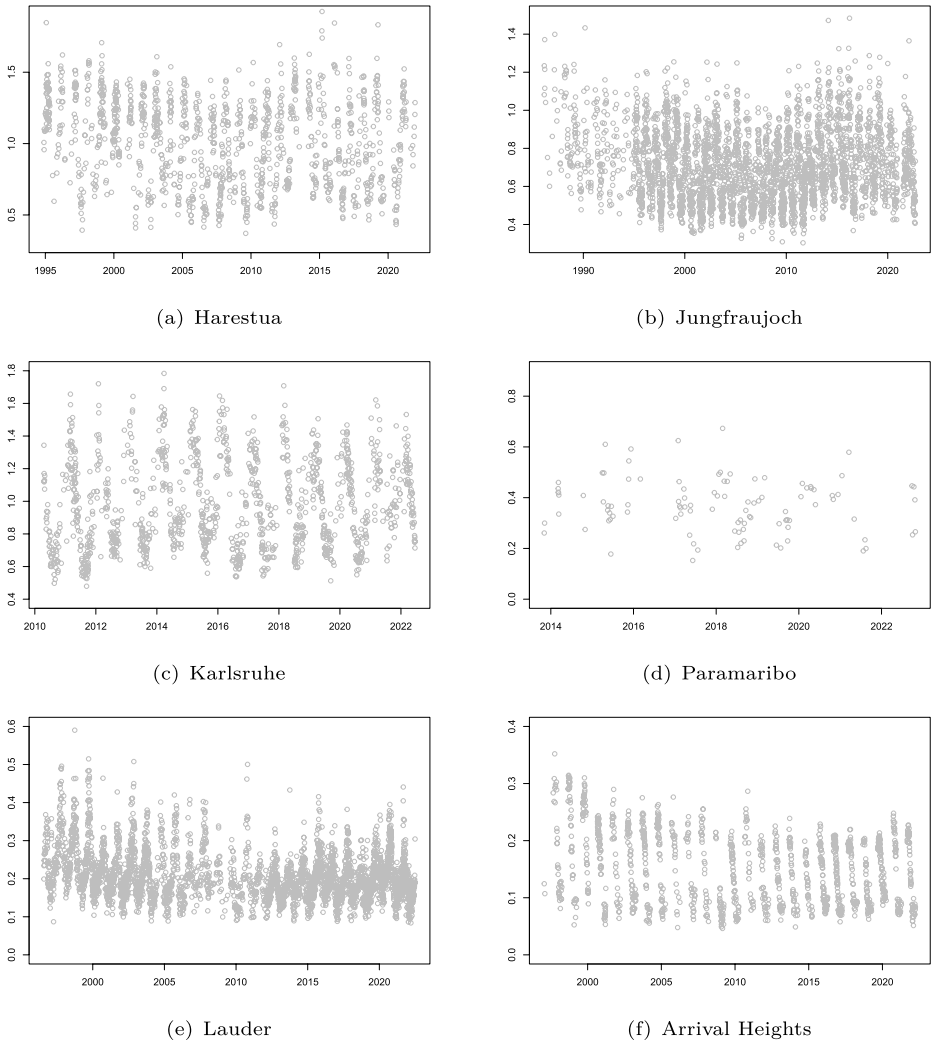 1.5
1.0
0.5
1995 2000 2005 2010 2015 2020
(a) Harestua
1.4
1.2
1.0
0.8
0.6
0.4
1990 2000 2010 2020
(b) Jungfraujoch
1.8
1.6
1.4
1.2
1.0
0.8
0.6
0.4
2010 2012 2014 2016 2018 2020 2022
(c) Karlsruhe
0.8
0.6
0.4
0.2
0.0
2014 2016 2018 2020 2022
(d) Paramaribo
0.6
0.5
0.4
0.3
0.2
0.1
0.0
2000 2005 2010 2015 2020
(e) Lauder
0.4
0.3
0.2
0.1
0.0
2000 2005 2010 2015 2020
(f) Arrival Heights